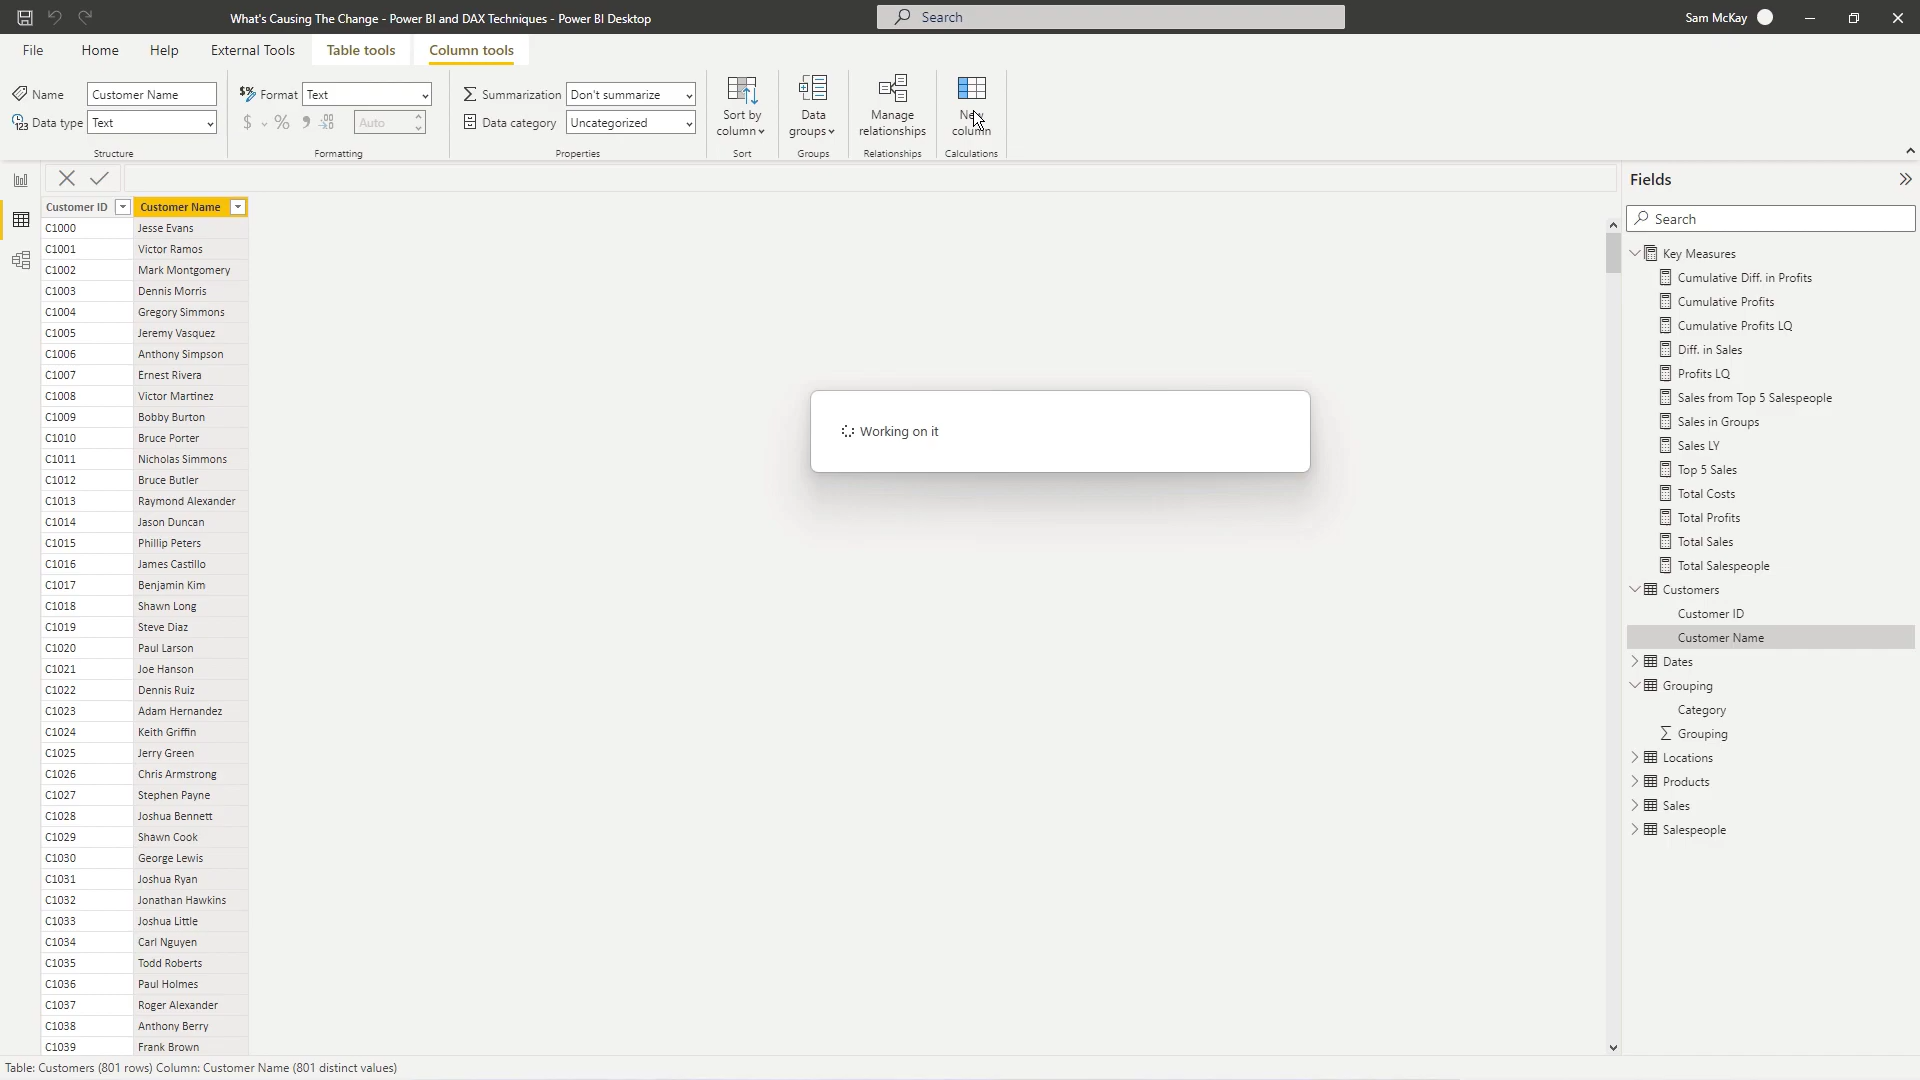 What's Causing The Change - Power BI and DAX Techniques - Power BI Desktop
Search
Sam McKay
File
Home
Help
External Tools
Table tools
Column tools
Name
Customer Name
Data type
Text
Structure
Format
Text
$
%
Auto
Formatting
Summarization
Don't summarize
Data category
Uncategorized
Properties
Sort by
column
Sort
Data
groups
Groups
Manage
relationships
Relationships
New
column
Calculations
Customer ID
Customer Name
C1000 Jesse Evans
C1001 Victor Ramos
C1002 Mark Montgomery
C1003 Dennis Morris
C1004 Gregory Simmons
C1005 Jeremy Vasquez
C1006 Anthony Simpson
C1007 Ernest Rivera
C1008 Victor Martinez
C1009 Bobby Burton
C1010 Bruce Porter
C1011 Nicholas Simmons
C1012 Bruce Butler
C1013 Raymond Alexander
C1014 Jason Duncan
C1015 Phillip Peters
C1016 James Castillo
C1017 Benjamin Kim
C1018 Shawn Long
C1019 Steve Diaz
C1020 Paul Larson
C1021 Joe Hanson
C1022 Dennis Ruiz
C1023 Adam Hernandez
C1024 Keith Griffin
C1025 Jerry Green
C1026 Chris Armstrong
C1027 Stephen Payne
C1028 Joshua Bennett
C1029 Shawn Cook
C1030 George Lewis
C1031 Joshua Ryan
C1032 Jonathan Hawkins
C1033 Joshua Little
C1034 Carl Nguyen
C1035 Todd Roberts
C1036 Paul Holmes
C1037 Roger Alexander
C1038 Anthony Berry
C1039 Frank Brown
Working on it
Fields
Search
Key Measures
Cumulative Diff. in Profits
Cumulative Profits
Cumulative Profits LQ
Diff. in Sales
Profits LQ
Sales from Top 5 Salespeople
Sales in Groups
Sales LY
Top 5 Sales
Total Costs
Total Profits
Total Sales
Total Salespeople
Customers
Customer ID
Customer Name
Dates
Grouping
Category
Grouping
Locations
Products
Sales
Salespeople
Table: Customers (801 rows) Column: Customer Name (801 distinct values)